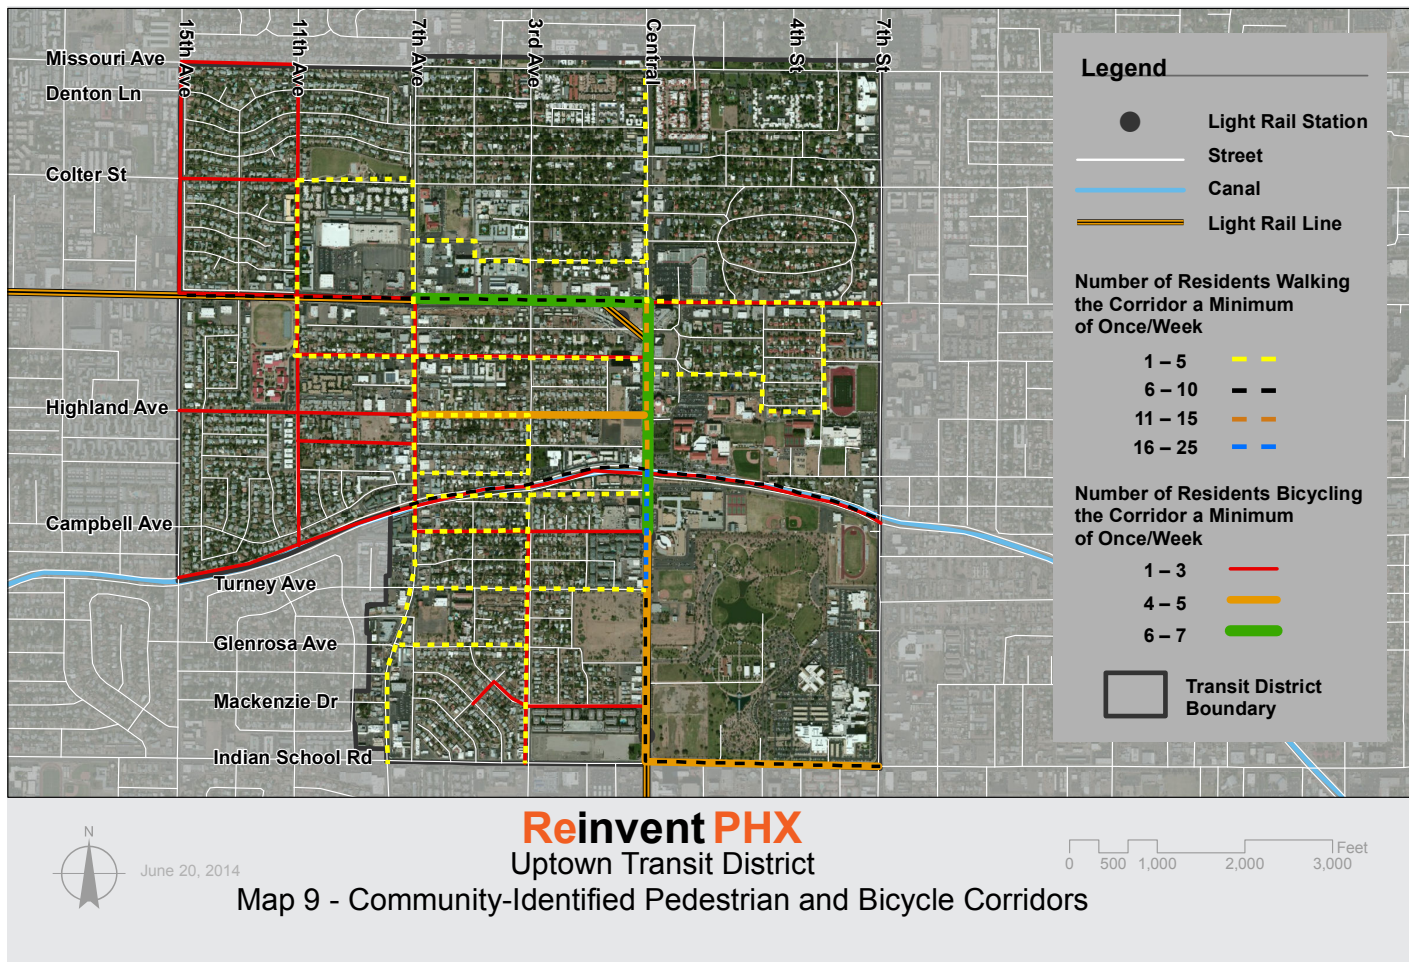 15th Ave
11th Ave
7th Ave
3rd Ave
Central
4th St
7th St
Missouri Ave
Denton Ln
Colter St
Highland Ave
Campbell Ave
Turney Ave
Glenrosa Ave
Mackenzie Dr
Indian School Rd
Legend
Light Rail Station
Street
Canal
Light Rail Line
Number of Residents Walking
the Corridor a Minimum
of Once/Week
1 – 5
6 – 10
11 – 15
16 – 25
Number of Residents Bicycling
the Corridor a Minimum
of Once/Week
1 – 3
4 – 5
6 – 7
Transit District
Boundary
N
June 20, 2014
Reinvent PHX
Uptown Transit District
Map 9 - Community-Identified Pedestrian and Bicycle Corridors
Feet
0 500 1,000 2,000 3,000